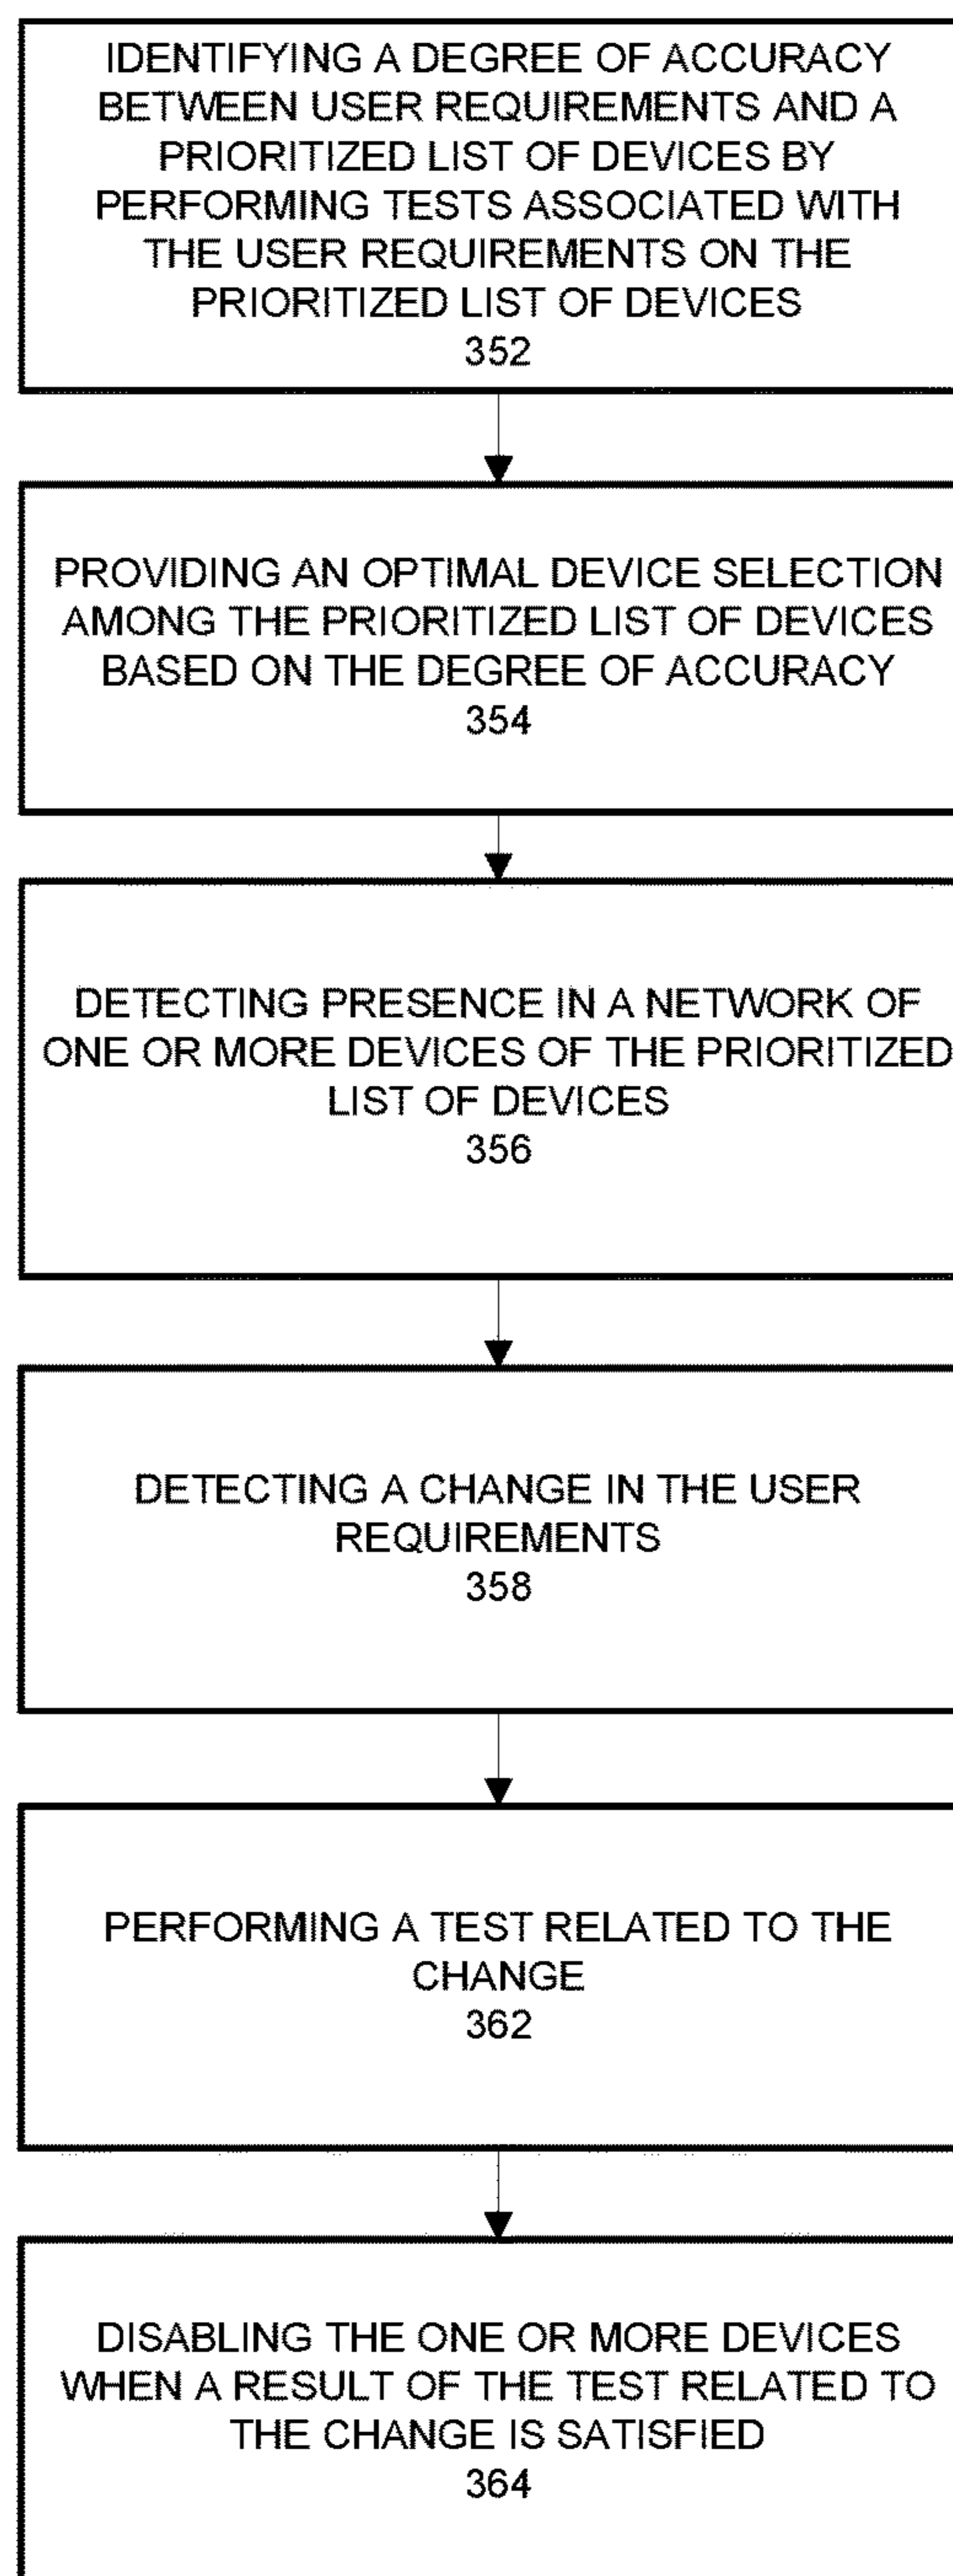 IDENTIFYING A DEGREE OF ACCURACY
BETWEEN USER REQUIREMENTS AND A
PRIORITIZED LIST OF DEVICES BY
PERFORMING TESTS ASSOCIATED WITH
THE USER REQUIREMENTS ON THE
PRIORITIZED LIST OF DEVICES
352
PROVIDING AN OPTIMAL DEVICE SELECTION
AMONG THE PRIORITIZED LIST OF DEVICES
BASED ON THE DEGREE OF ACCURACY
354
DETECTING PRESENCE IN A NETWORK OF
ONE OR MORE DEVICES OF THE PRIORITIZED
LIST OF DEVICES
356
DETECTING A CHANGE IN THE USER
REQUIREMENTS
358
PERFORMING A TEST RELATED TO THE
CHANGE
362
DISABLING THE ONE OR MORE DEVICES
WHEN A RESULT OF THE TEST RELATED TO
THE CHANGE IS SATISFIED
364